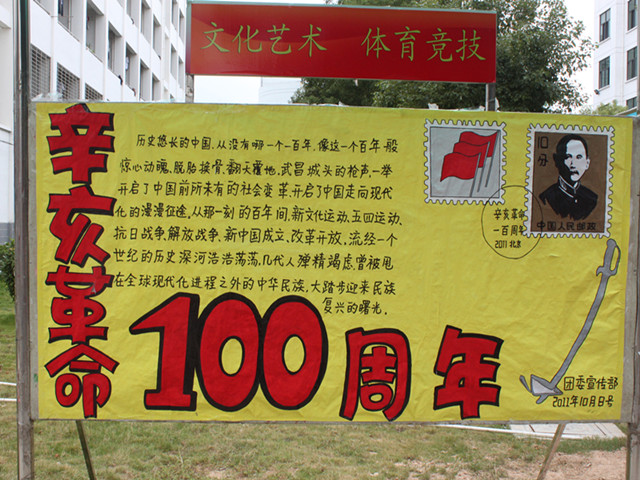 文化艺术 体育竞技
辛亥革命
历史悠长的中国、从没有哪一个一百年、像这一个百年般
惊心动魂、脱胎换骨、翻天覆地、武昌城头的枪声,一举
开启了中国前所未有的社会变革、开启了中国走向现代
化的漫漫征途、从那一刻的百年间、新文化运动、五四运动、
抗日战争、解放战争、新中国成立、改革开放、流经一个
世纪的历史深河浩浩荡荡、几代人殚精竭虑曾被甩
在全球现代化进程之外的中华民族、大踏步迎来民族
复兴的曙光。
100周年
10
分
中国人民邮政
辛亥革命
一百周年
2011 北京
团委宣传部
2011年10月8号